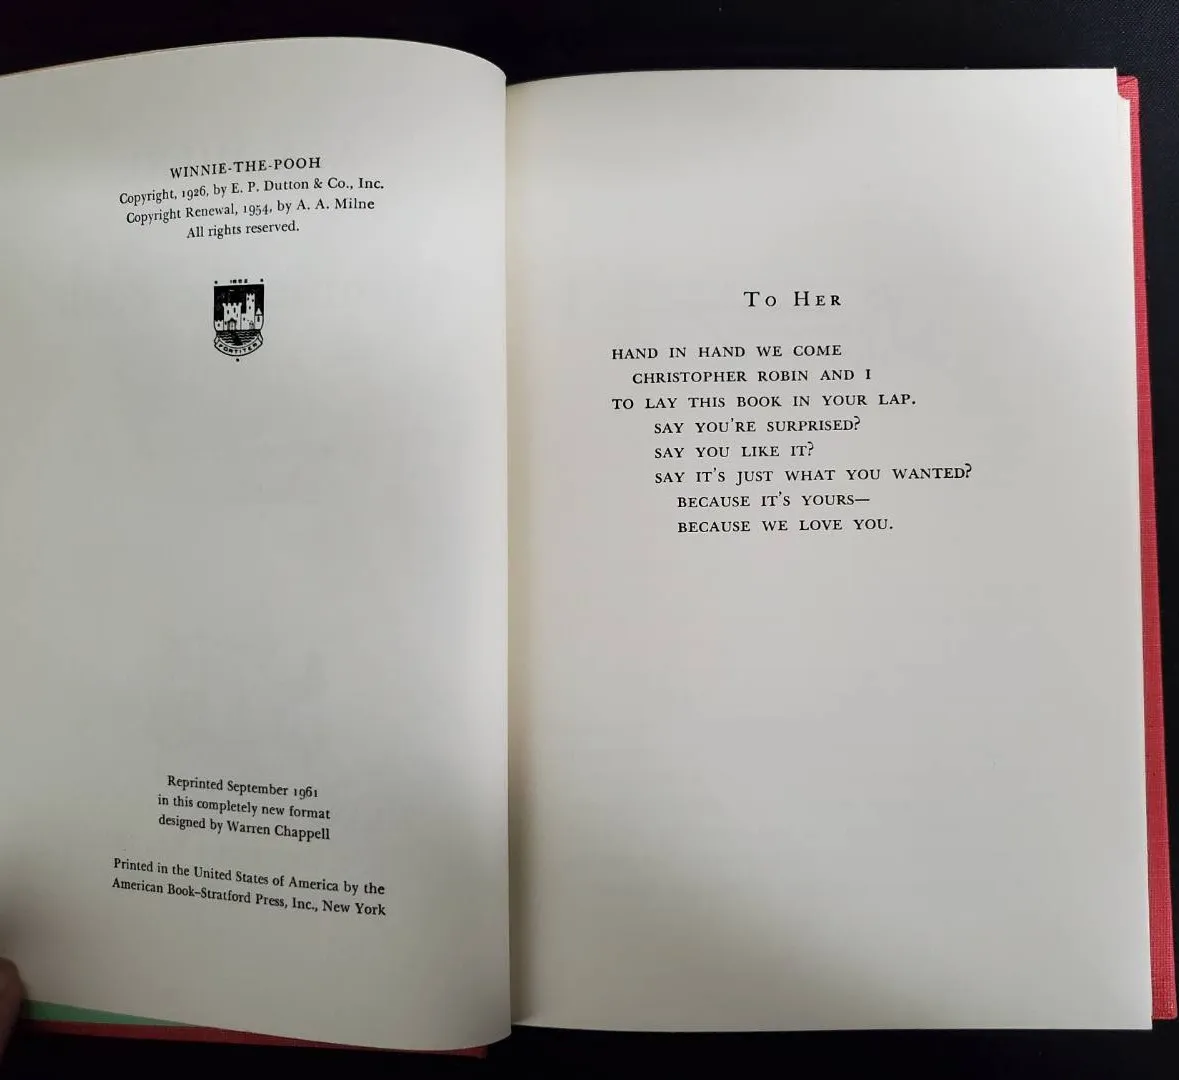 WINNIE-THE-POOH
Copyright, 1926, by E. P. Dutton & Co., Inc.
Copyright Renewal, 1954, by A. A. Milne
All rights reserved.
1852
FORTITER
Reprinted September 1961
in this completely new format
designed by Warren Chappell
Printed in the United States of America by the
American Book–Stratford Press, Inc., New York
To Her
HAND IN HAND WE COME
CHRISTOPHER ROBIN AND I
TO LAY THIS BOOK IN YOUR LAP.
SAY YOU'RE SURPRISED?
SAY YOU LIKE IT?
SAY IT'S JUST WHAT YOU WANTED?
BECAUSE IT'S YOURS—
BECAUSE WE LOVE YOU.